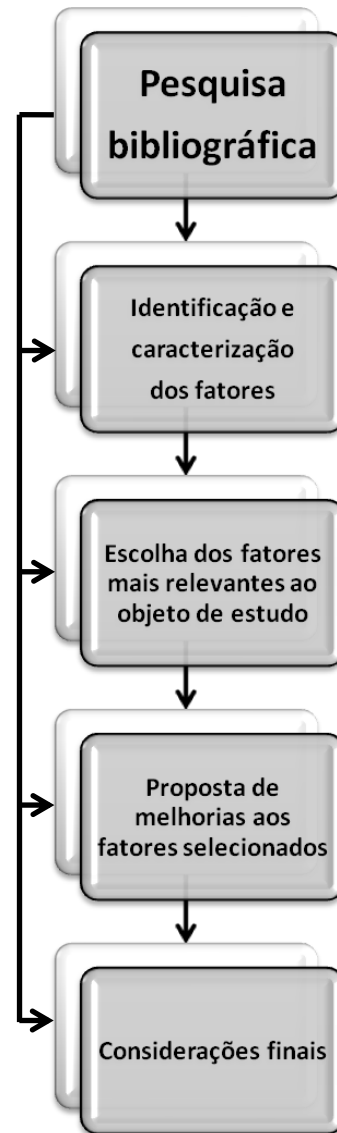 Pesquisa
bibliográfica
Identificação e
caracterização
dos fatores
Escolha dos fatores
mais relevantes ao
objeto de estudo
Proposta de
melhorias aos
fatores selecionados
Considerações finais